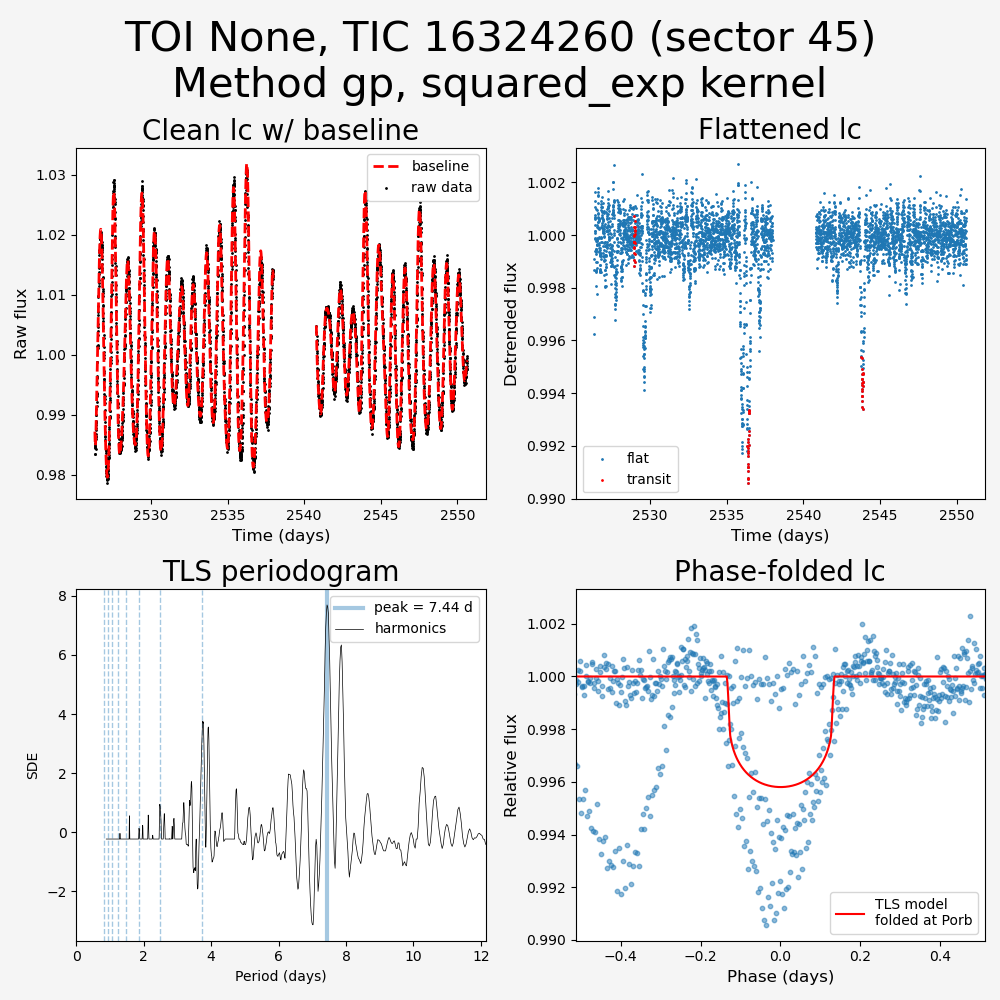 TOI None, TIC 16324260 (sector 45)
Method gp, squared_exp kernel
Clean lc w/ baseline
Raw flux
1.03
1.02
1.01
1.00
0.99
0.98
baseline
raw data
2530
2535
2540
2545
2550
Time (days)
Flattened lc
Detrended flux
1.002
1.000
0.998
0.996
0.994
0.992
0.990
flat
transit
2530
2535
2540
2545
2550
Time (days)
TLS periodogram
SDE
8
6
4
2
0
−2
peak = 7.44 d
harmonics
0
2
4
6
8
10
12
Period (days)
Phase-folded lc
Relative flux
1.002
1.000
0.998
0.996
0.994
0.992
0.990
TLS model
folded at Porb
−0.4
−0.2
0.0
0.2
0.4
Phase (days)